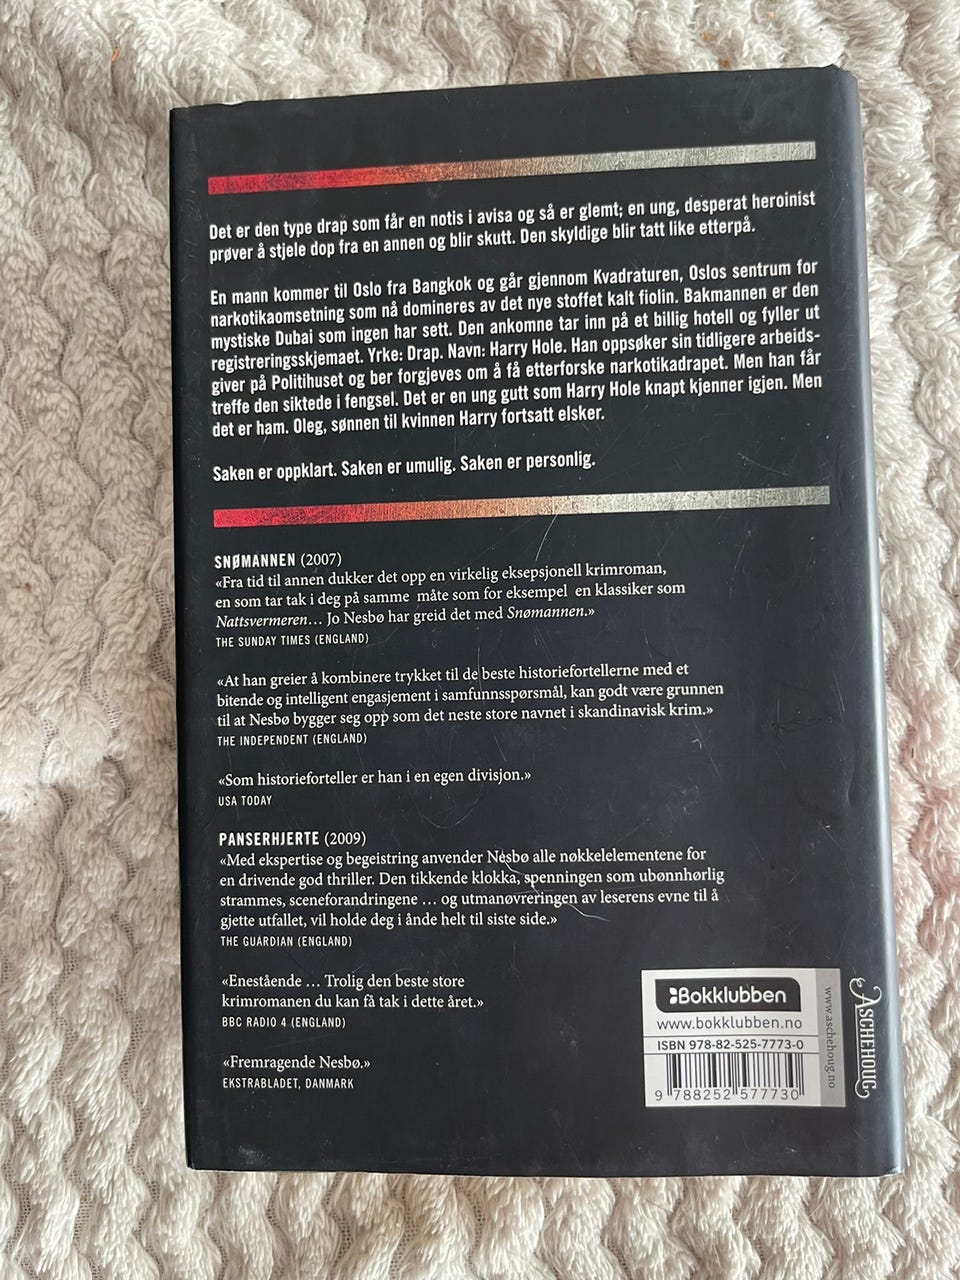 Det er den type drap som får en notis i avisa og så er glemt; en ung, desperat heroinist
prøver å stjele dop fra en annen og blir skutt. Den skyldige blir tatt like etterpå.
En mann kommer til Oslo fra Bangkok og går gjennom Kvadraturen, Oslos sentrum for
narkotikaomsetning som nå domineres av det nye stoffet kalt fiolin. Bakmannen er den
mystiske Dubai som ingen har sett. Den ankomne tar inn på et billig hotell og fyller ut
registreringsskjemaet. Yrke: Drap. Navn: Harry Hole. Han oppsøker sin tidligere arbeids-
giver på Politihuset og ber forgjeves om å få etterforske narkotikadrapet. Men han får
treffe den siktede i fengsel. Det er en ung gutt som Harry Hole knapt kjenner igjen. Men
det er ham. Oleg, sønnen til kvinnen Harry fortsatt elsker.
Saken er oppklart. Saken er umulig. Saken er personlig.
SNØMANNEN (2007)
«Fra tid til annen dukker det opp en virkelig eksepsjonell krimroman,
en som tar tak i deg på samme måte som for eksempel en klassiker som
Nattsvermeren... Jo Nesbø har greid det med Snømannen.»
THE SUNDAY TIMES (ENGLAND)
«At han greier å kombinere trykket til de beste historiefortellerne med et
bitende og intelligent engasjement i samfunnsspørsmål, kan godt være grunnen
til at Nesbø bygger seg opp som det neste store navnet i skandinavisk krim.»
THE INDEPENDENT (ENGLAND)
«Som historieforteller er han i en egen divisjon.»
USA TODAY
PANSERHJERTE (2009)
«Med ekspertise og begeistring anvender Nesbø alle nøkkelelementene for
en drivende god thriller. Den tikkende klokka, spenningen som ubønnhørlig
strammes, sceneforandringene ... og utmanøvreringen av leserens evne til å
gjette utfallet, vil holde deg i ånde helt til siste side.»
THE GUARDIAN (ENGLAND)
«Enestående ... Trolig den beste store
krimromanen du kan få tak i dette året.»
BBC RADIO 4 (ENGLAND)
«Fremragende Nesbø.»
EKSTRABLADET, DANMARK
Bokklubben
www.bokklubben.no
ISBN 978-82-525-7773-0
9 788252 577730
www.aschehoug.no
ASCHEHOUG